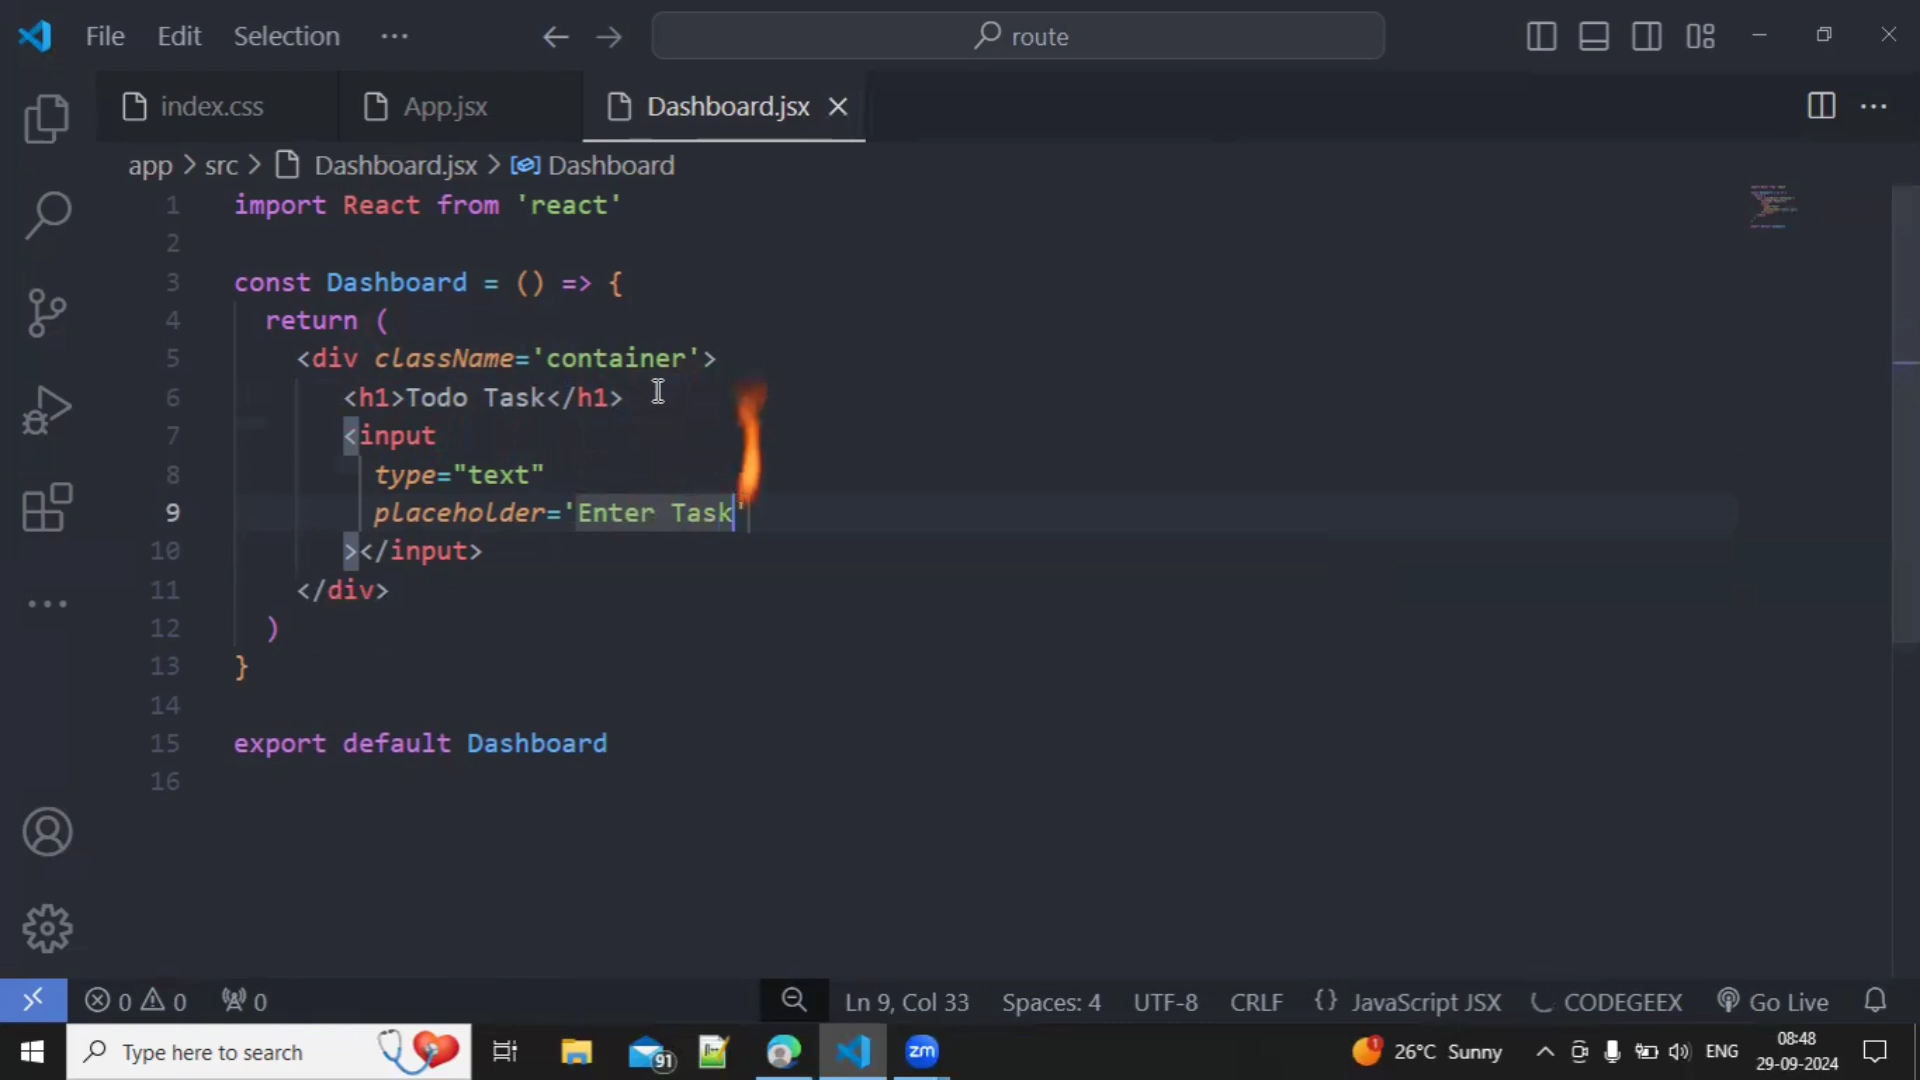 File Edit Selection ... route
index.css App.jsx Dashboard.jsx
app > src > Dashboard.jsx > Dashboard
1 import React from 'react'
2
3 const Dashboard = () => {
4 return (
5 <div className='container'>
6 <h1>Todo Task</h1>
7 <input
8 type="text"
9 placeholder='Enter Task'
10 ></input>
11 </div>
12 )
13 }
14
15 export default Dashboard
16
0 0 0 Ln 9, Col 33 Spaces: 4 UTF-8 CRLF {} JavaScript JSX CODEGEEX Go Live
Type here to search 91 zm 1 26°C Sunny ENG 08:48
29-09-2024